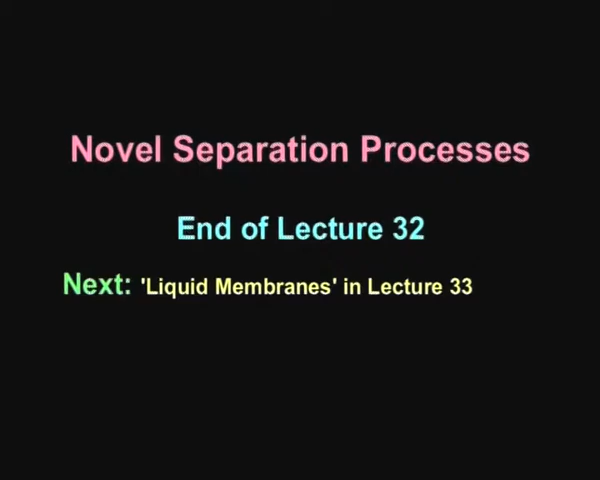 Novel Separation Processes
End of Lecture 32
Next: 'Liquid Membranes' in Lecture 33